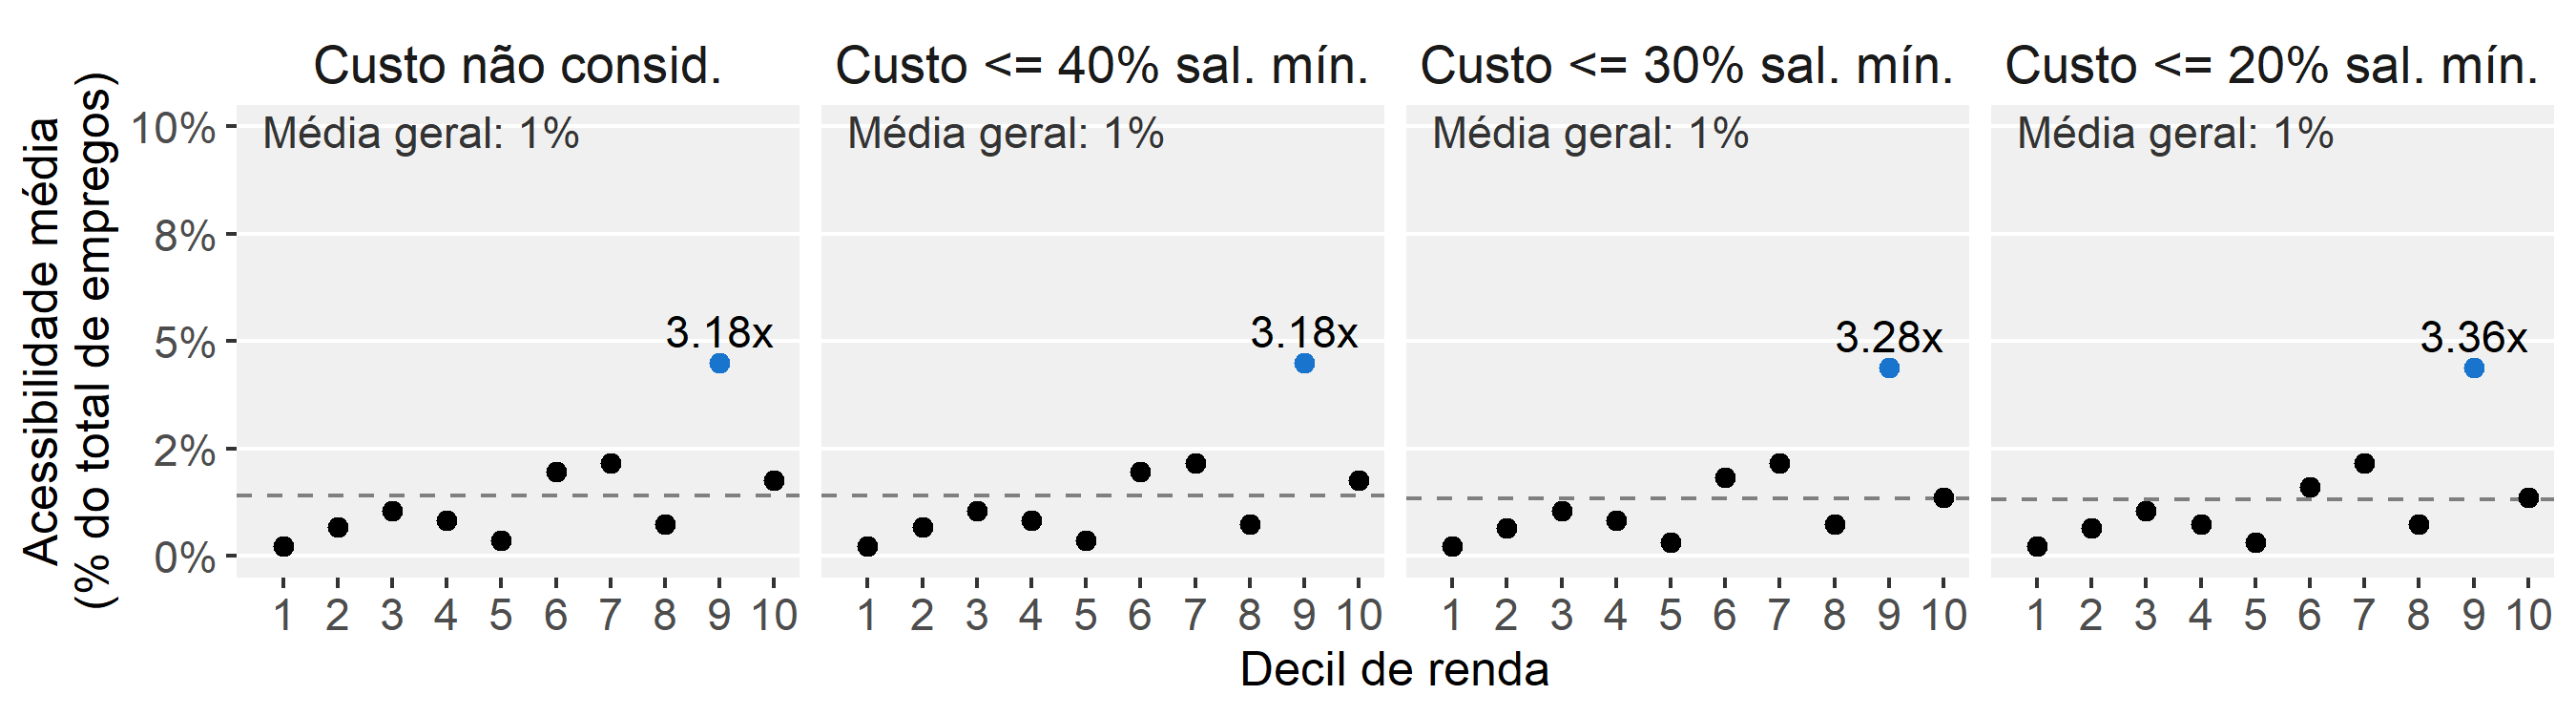 Custo não consid.
Custo <= 40% sal. mín.
Custo <= 30% sal. mín.
Custo <= 20% sal. mín.
Acessibilidade média
(% do total de empregos)
10%
8%
5%
2%
0%
Média geral: 1%
3.18x
Média geral: 1%
3.18x
Média geral: 1%
3.28x
Média geral: 1%
3.36x
1 2 3 4 5 6 7 8 9 10
1 2 3 4 5 6 7 8 9 10
1 2 3 4 5 6 7 8 9 10
1 2 3 4 5 6 7 8 9 10
Decil de renda